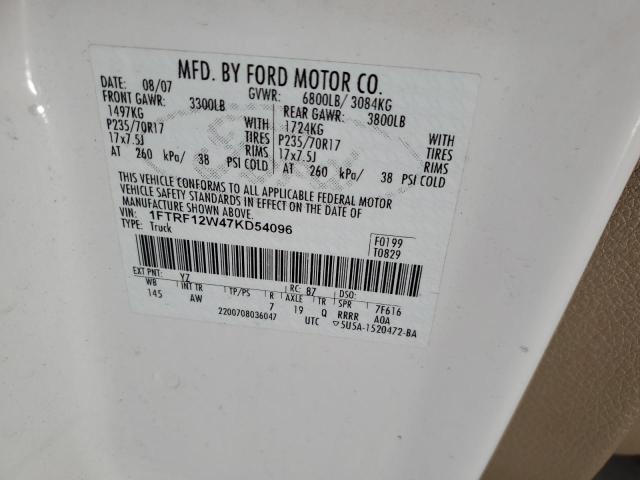 MFD. BY FORD MOTOR CO.
DATE: 08/07 GVWR: 6800LB/ 3084KG
FRONT GAWR: 3300LB REAR GAWR: 3800LB
1497KG WITH 1724KG WITH
P235/70R17 TIRES P235/70R17 TIRES
17x7.5J RIMS 17x7.5J RIMS
AT 260 kPa/ 38 PSI COLD AT 260 kPa/ 38 PSI COLD
THIS VEHICLE CONFORMS TO ALL APPLICABLE FEDERAL MOTOR
VEHICLE SAFETY STANDARDS IN EFFECT ON THE DATE OF
MANUFACTURE SHOWN ABOVE.
VIN: 1FTRF12W47KD54096 F0199
TYPE: Truck T0829
EXT PNT: YZ RC: 87 DSO:
WB INT TR TP/PS R AXLE TR SPR 7F616
145 AW 7 19 Q RRRR AOA
2200708036047 UTC ▽5U5A-1520472-BA